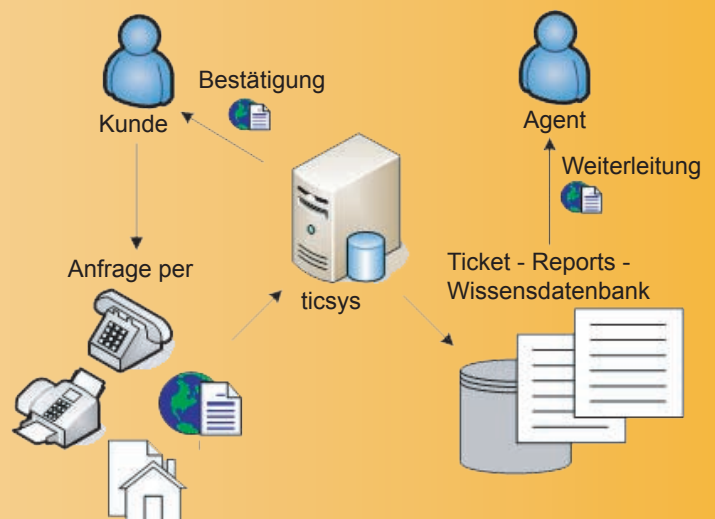 Bestätigung
Kunde
Agent
Weiterleitung
Anfrage per
ticsys
Ticket - Reports -
Wissensdatenbank